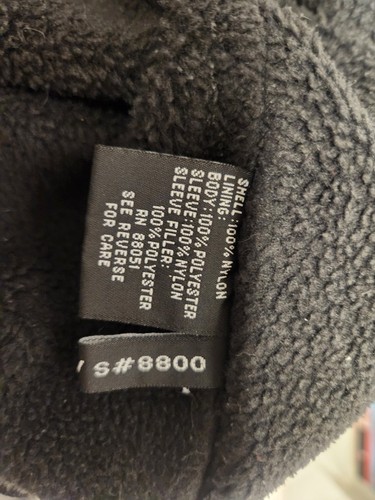 SHELL:100% NYLON
LINING:
BODY:100% POLYESTER
SLEEVE:100% NYLON
SLEEVE FILLER:
100% POLYESTER
RN 88051
SEE REVERSE
FOR CARE
S#8800